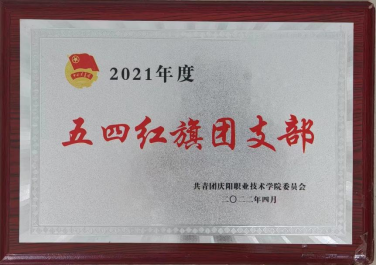 2021年度
五四红旗团支部
共青团庆阳职业技术学院委员会
二〇二二年四月